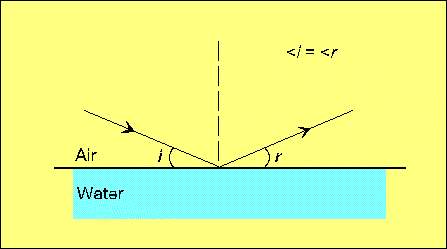 <i = <r
Air
i
r
Water